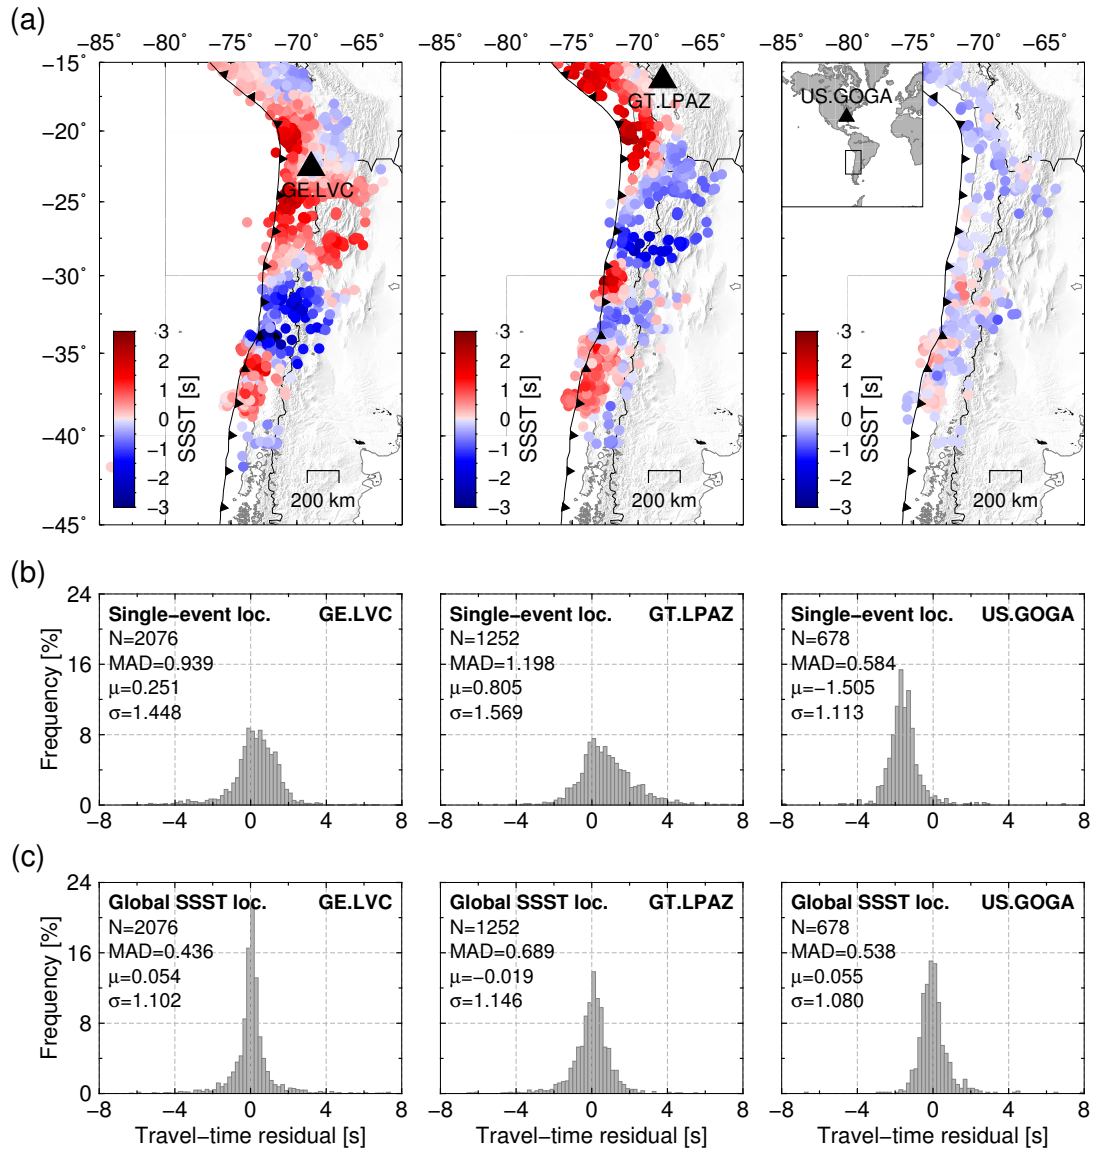 (a)
−85˚ −80˚ −75˚ −70˚ −65˚
−85˚ −80˚ −75˚ −70˚ −65˚
−85˚ −80˚ −75˚ −70˚ −65˚
−15˚
−20˚
−25˚
−30˚
−35˚
−40˚
−45˚
GE.LVC
3
2
1
0
−1
−2
−3
SSST [s]
200 km
GT.LPAZ
3
2
1
0
−1
−2
−3
SSST [s]
200 km
US.GOGA
3
2
1
0
−1
−2
−3
SSST [s]
200 km
(b)
Frequency [%]
24
16
8
0
Single−event loc. GE.LVC
N=2076
MAD=0.939
μ=0.251
σ=1.448
−8 −4 0 4 8
Single−event loc. GT.LPAZ
N=1252
MAD=1.198
μ=0.805
σ=1.569
−8 −4 0 4 8
Single−event loc. US.GOGA
N=678
MAD=0.584
μ=−1.505
σ=1.113
−8 −4 0 4 8
(c)
Frequency [%]
24
16
8
0
Global SSST loc. GE.LVC
N=2076
MAD=0.436
μ=0.054
σ=1.102
−8 −4 0 4 8
Travel−time residual [s]
Global SSST loc. GT.LPAZ
N=1252
MAD=0.689
μ=−0.019
σ=1.146
−8 −4 0 4 8
Travel−time residual [s]
Global SSST loc. US.GOGA
N=678
MAD=0.538
μ=0.055
σ=1.080
−8 −4 0 4 8
Travel−time residual [s]